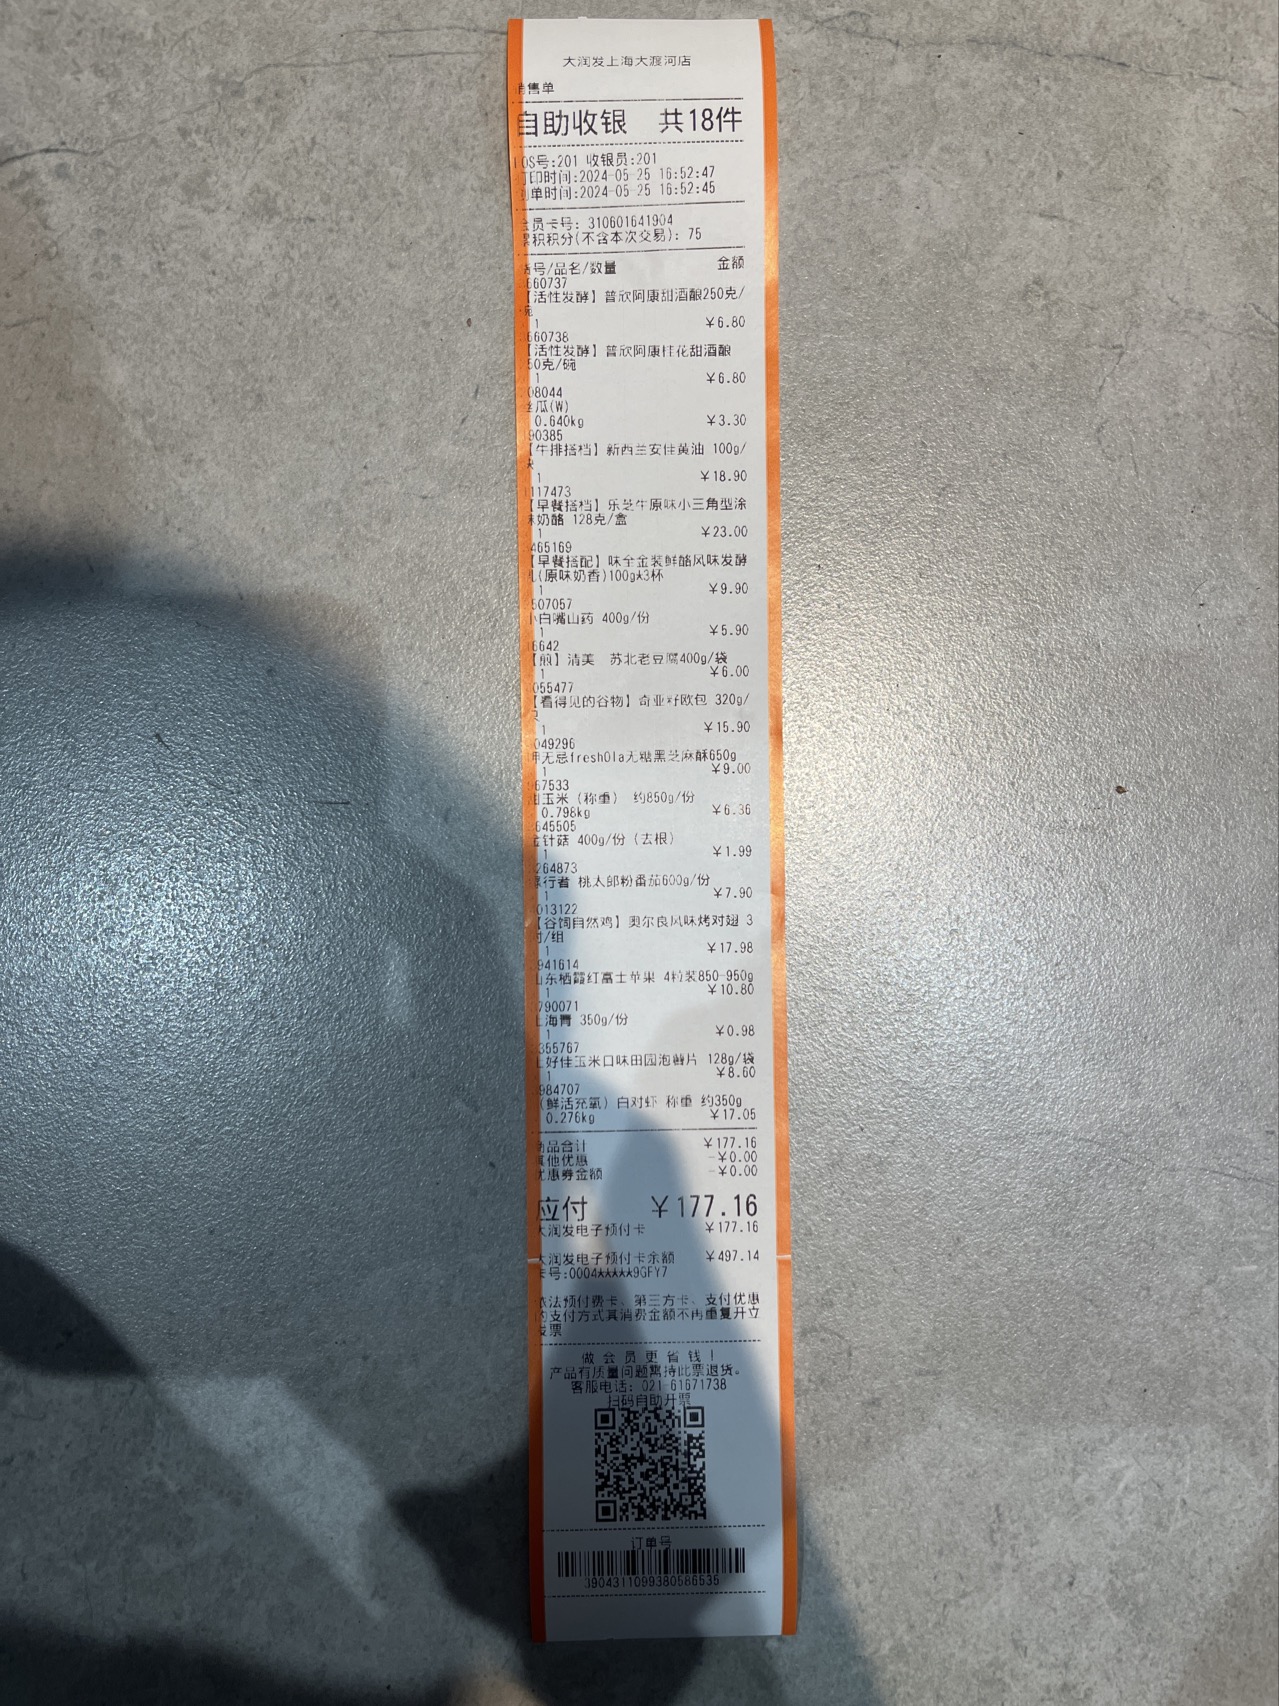 大润发上海大渡河店
售单
自助收银 共18件
OS号:201 收银员:201
印时间:2024-05-25 16:52:47
单时间:2024-05-25 16:52:45
员卡号: 310601641904
积积分(不含本次交易): 75
号/品名/数量 金额
660737
【活性发酵】普欣阿康甜酒酿250克/
碗
1 ￥6.80
660738
【活性发酵】普欣阿康桂花甜酒酿
50克/碗
1 ￥6.80
08044
丝瓜(W)
0.640kg ￥3.30
90385
【牛排搭档】新西兰安佳黄油 100g/
块
1 ￥18.90
117473
【早餐搭档】乐芝牛原味小三角型涂
抹奶酪 128克/盒
1 ￥23.00
465169
【早餐搭配】味全金装鲜酪风味发酵
乳(原味奶香)100g*3杯
1 ￥9.90
507057
小白嘴山药 400g/份
1 ￥5.90
16642
【煎】清美 苏北老豆腐400g/袋
1 ￥6.00
055477
【看得见的谷物】奇亚籽欧包 320g/
1 ￥15.90
049296
无忌freshOla无糖黑芝麻酥650g
1 ￥9.00
67533
甜玉米（称重） 约850g/份
0.798kg ￥6.36
645505
金针菇 400g/份（去根）
1 ￥1.99
264873
行者 桃太郎粉番茄600g/份
1 ￥7.90
013122
【谷饲自然鸡】奥尔良风味烤对翅 3
对/组
1 ￥17.98
941614
山东栖霞红富士苹果 4粒装850-950g
1 ￥10.80
790071
上海青 350g/份
1 ￥0.98
355767
上好佳玉米口味田园泡薯片 128g/袋
1 ￥8.60
984707
（鲜活充氧）白对虾 称重 约350g
0.276kg ￥17.05
商品合计 ￥177.16
其他优惠 -￥0.00
优惠券金额 -￥0.00
应付 ￥177.16
大润发电子预付卡 ￥177.16
大润发电子预付卡余额 ￥497.14
卡号:0004*****9GFY7
依法预付费卡、第三方卡、支付优惠
的支付方式其消费金额不再重复开立
发票
做会员更省钱！
产品有质量问题需持此票退货。
客服电话: 021-61671738
扫码自助开票
订单号
3904311099380586535